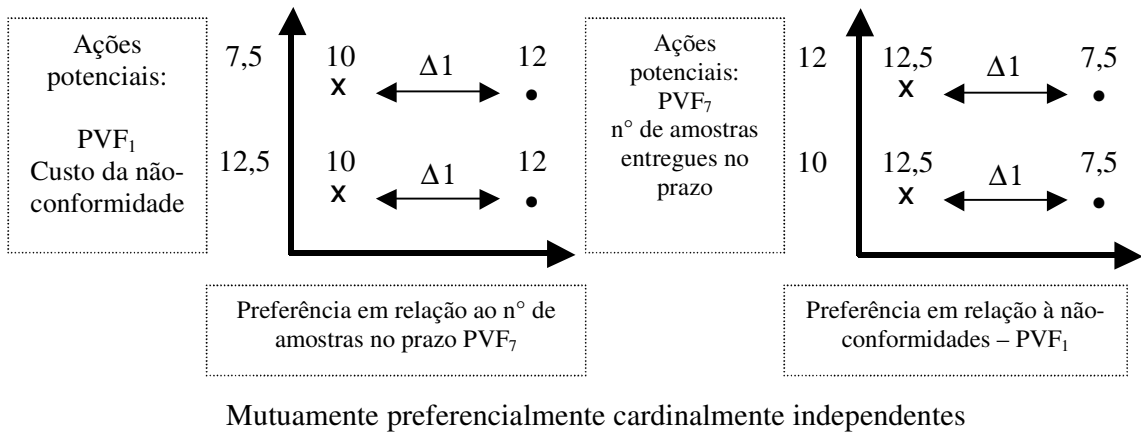 Ações
potenciais:
PVF₁
Custo da não-
conformidade
7,5
10
x
Δ1
12
•
12,5
10
x
Δ1
12
•
Preferência em relação ao n° de
amostras no prazo PVF₇
Ações
potenciais:
PVF₇
n° de amostras
entregues no
prazo
12
12,5
x
Δ1
7,5
•
10
12,5
x
Δ1
7,5
•
Preferência em relação à não-
conformidades – PVF₁
Mutuamente preferencialmente cardinalmente independentes